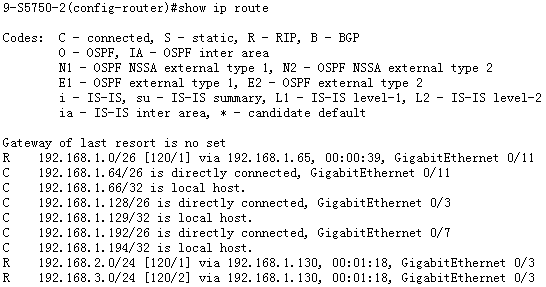 9-S5750-2(config-router)#show ip route
Codes: C - connected, S - static, R - RIP, B - BGP
O - OSPF, IA - OSPF inter area
N1 - OSPF NSSA external type 1, N2 - OSPF NSSA external type 2
E1 - OSPF external type 1, E2 - OSPF external type 2
i - IS-IS, su - IS-IS summary, L1 - IS-IS level-1, L2 - IS-IS level-2
ia - IS-IS inter area, * - candidate default
Gateway of last resort is no set
R 192.168.1.0/26 [120/1] via 192.168.1.65, 00:00:39, GigabitEthernet 0/11
C 192.168.1.64/26 is directly connected, GigabitEthernet 0/11
C 192.168.1.66/32 is local host.
C 192.168.1.128/26 is directly connected, GigabitEthernet 0/3
C 192.168.1.129/32 is local host.
C 192.168.1.192/26 is directly connected, GigabitEthernet 0/7
C 192.168.1.194/32 is local host.
R 192.168.2.0/24 [120/1] via 192.168.1.130, 00:01:18, GigabitEthernet 0/3
R 192.168.3.0/24 [120/2] via 192.168.1.130, 00:01:18, GigabitEthernet 0/3